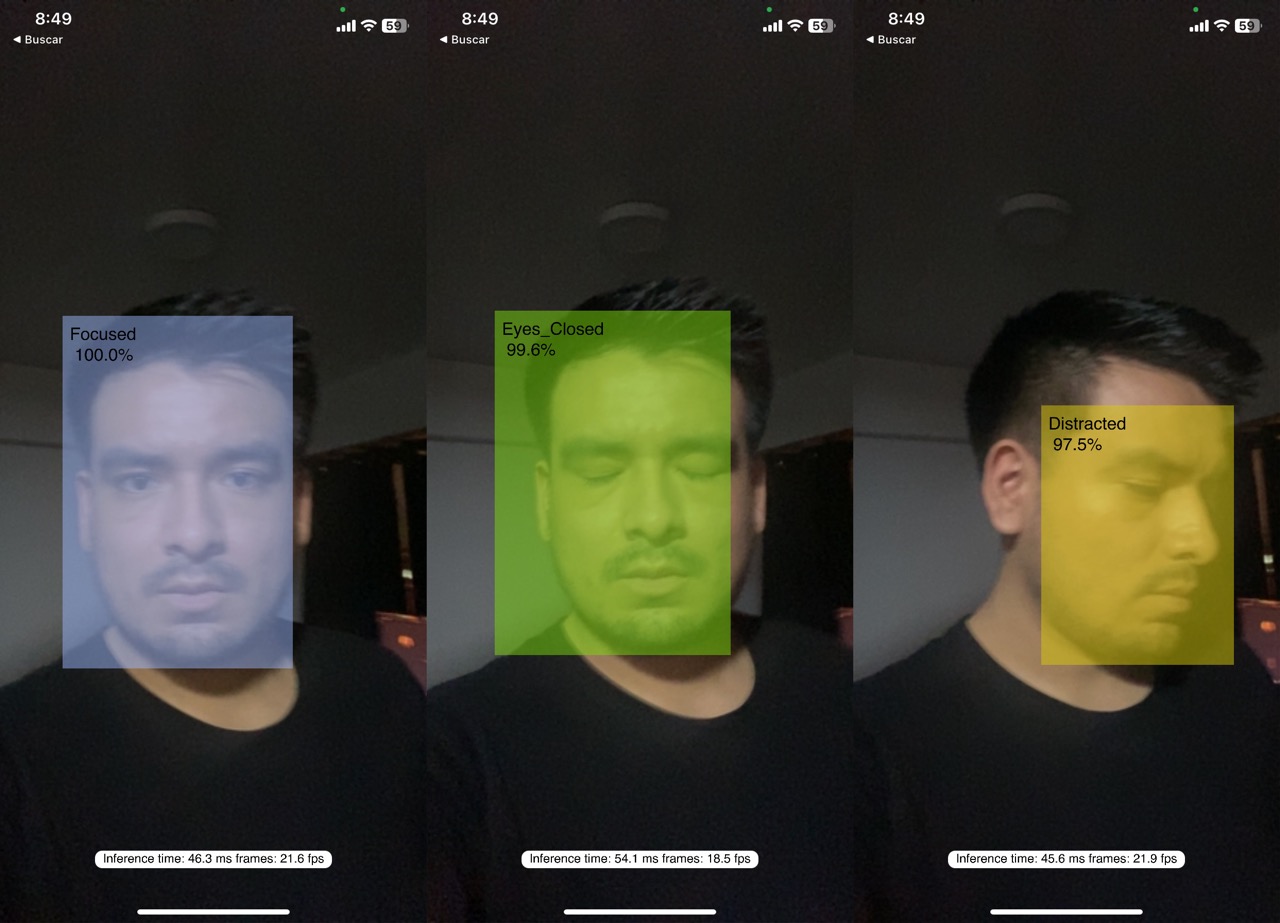 8:49
59
◀ Buscar
Focused
100.0%
Inference time: 46.3 ms frames: 21.6 fps
8:49
59
◀ Buscar
Eyes_Closed
99.6%
Inference time: 54.1 ms frames: 18.5 fps
8:49
59
◀ Buscar
Distracted
97.5%
Inference time: 45.6 ms frames: 21.9 fps